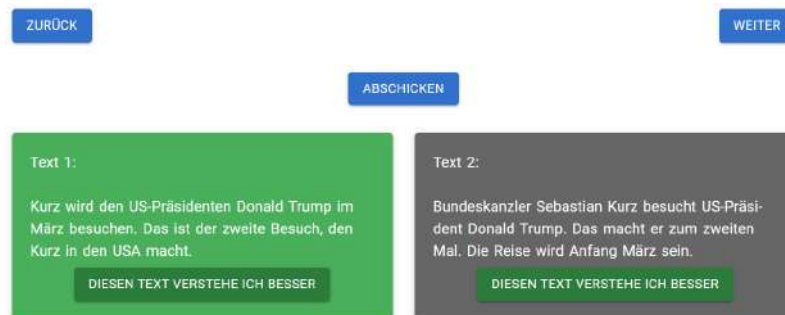 ZURÜCK
WEITER
ABSCHICKEN
Text 1:
Kurz wird den US-Präsidenten Donald Trump im
März besuchen. Das ist der zweite Besuch, den
Kurz in den USA macht.
DIESEN TEXT VERSTEHE ICH BESSER
Text 2:
Bundeskanzler Sebastian Kurz besucht US-Präsi-
dent Donald Trump. Das macht er zum zweiten
Mal. Die Reise wird Anfang März sein.
DIESEN TEXT VERSTEHE ICH BESSER